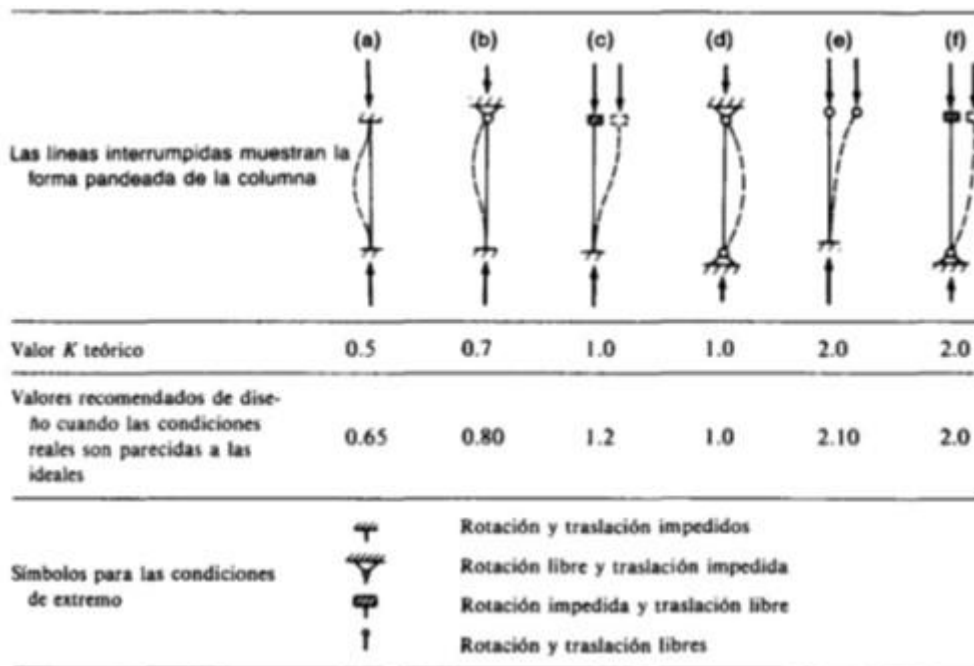 (a) (b) (c) (d) (e) (f)
Las líneas interrumpidas muestran la
forma pandeada de la columna
Valor K teórico 0.5 0.7 1.0 1.0 2.0 2.0
Valores recomendados de dise-
ño cuando las condiciones
reales son parecidas a las
ideales
0.65 0.80 1.2 1.0 2.10 2.0
Símbolos para las condiciones
de extremo
Rotación y traslación impedidos
Rotación libre y traslación impedida
Rotación impedida y traslación libre
Rotación y traslación libres